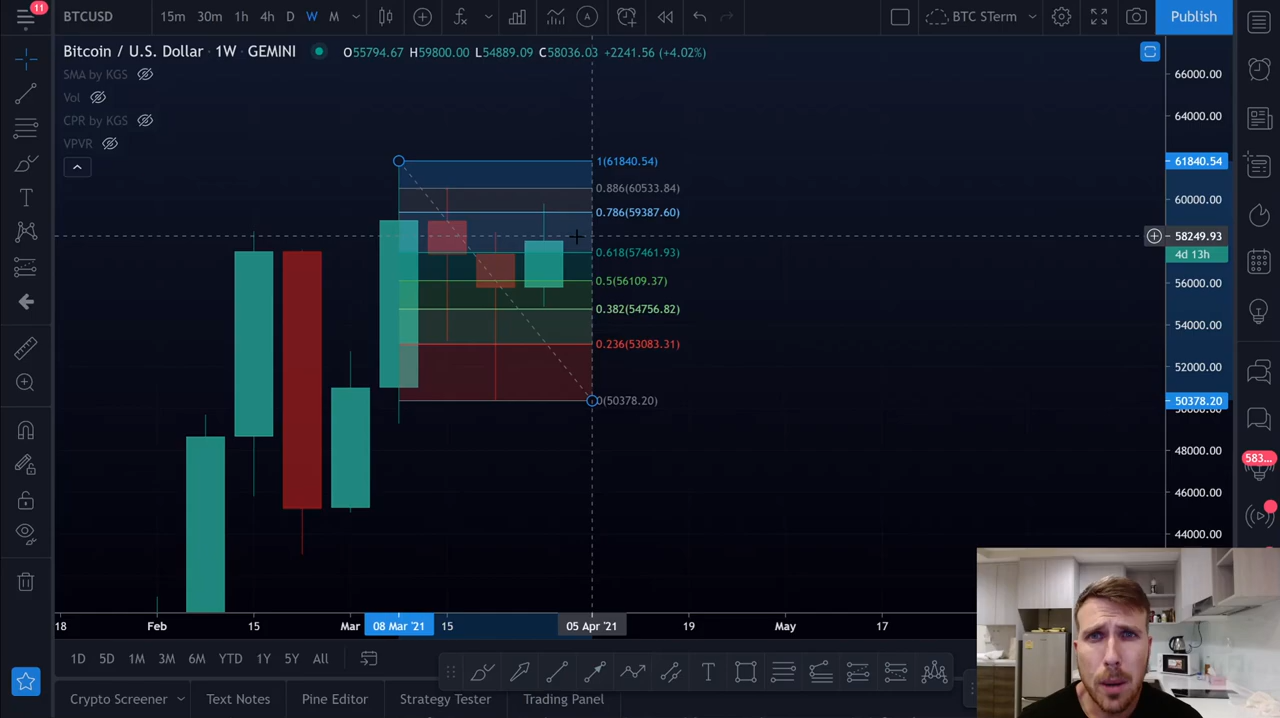 11
BTCUSD 15m 30m 1h 4h D W M BTC STerm Publish
Bitcoin / U.S. Dollar · 1W · GEMINI O55794.67 H59800.00 L54889.09 C58036.03 +2241.56 (+4.02%)
SMA by KGS
Vol
CPR by KGS
VPVR
1(61840.54)
0.886(60533.84)
0.786(59387.60)
0.618(57461.93)
0.5(56109.37)
0.382(54756.82)
0.236(53083.31)
0(50378.20)
66000.00
64000.00
61840.54
60000.00
58249.93
4d 13h
56000.00
54000.00
52000.00
50378.20
50000.00
48000.00
46000.00
44000.00
583...
18 Feb 15 Mar 08 Mar '21 15 05 Apr '21 19 May 17
1D 5D 1M 3M 6M YTD 1Y 5Y All
Crypto Screener Text Notes Pine Editor Strategy Tester Trading Panel